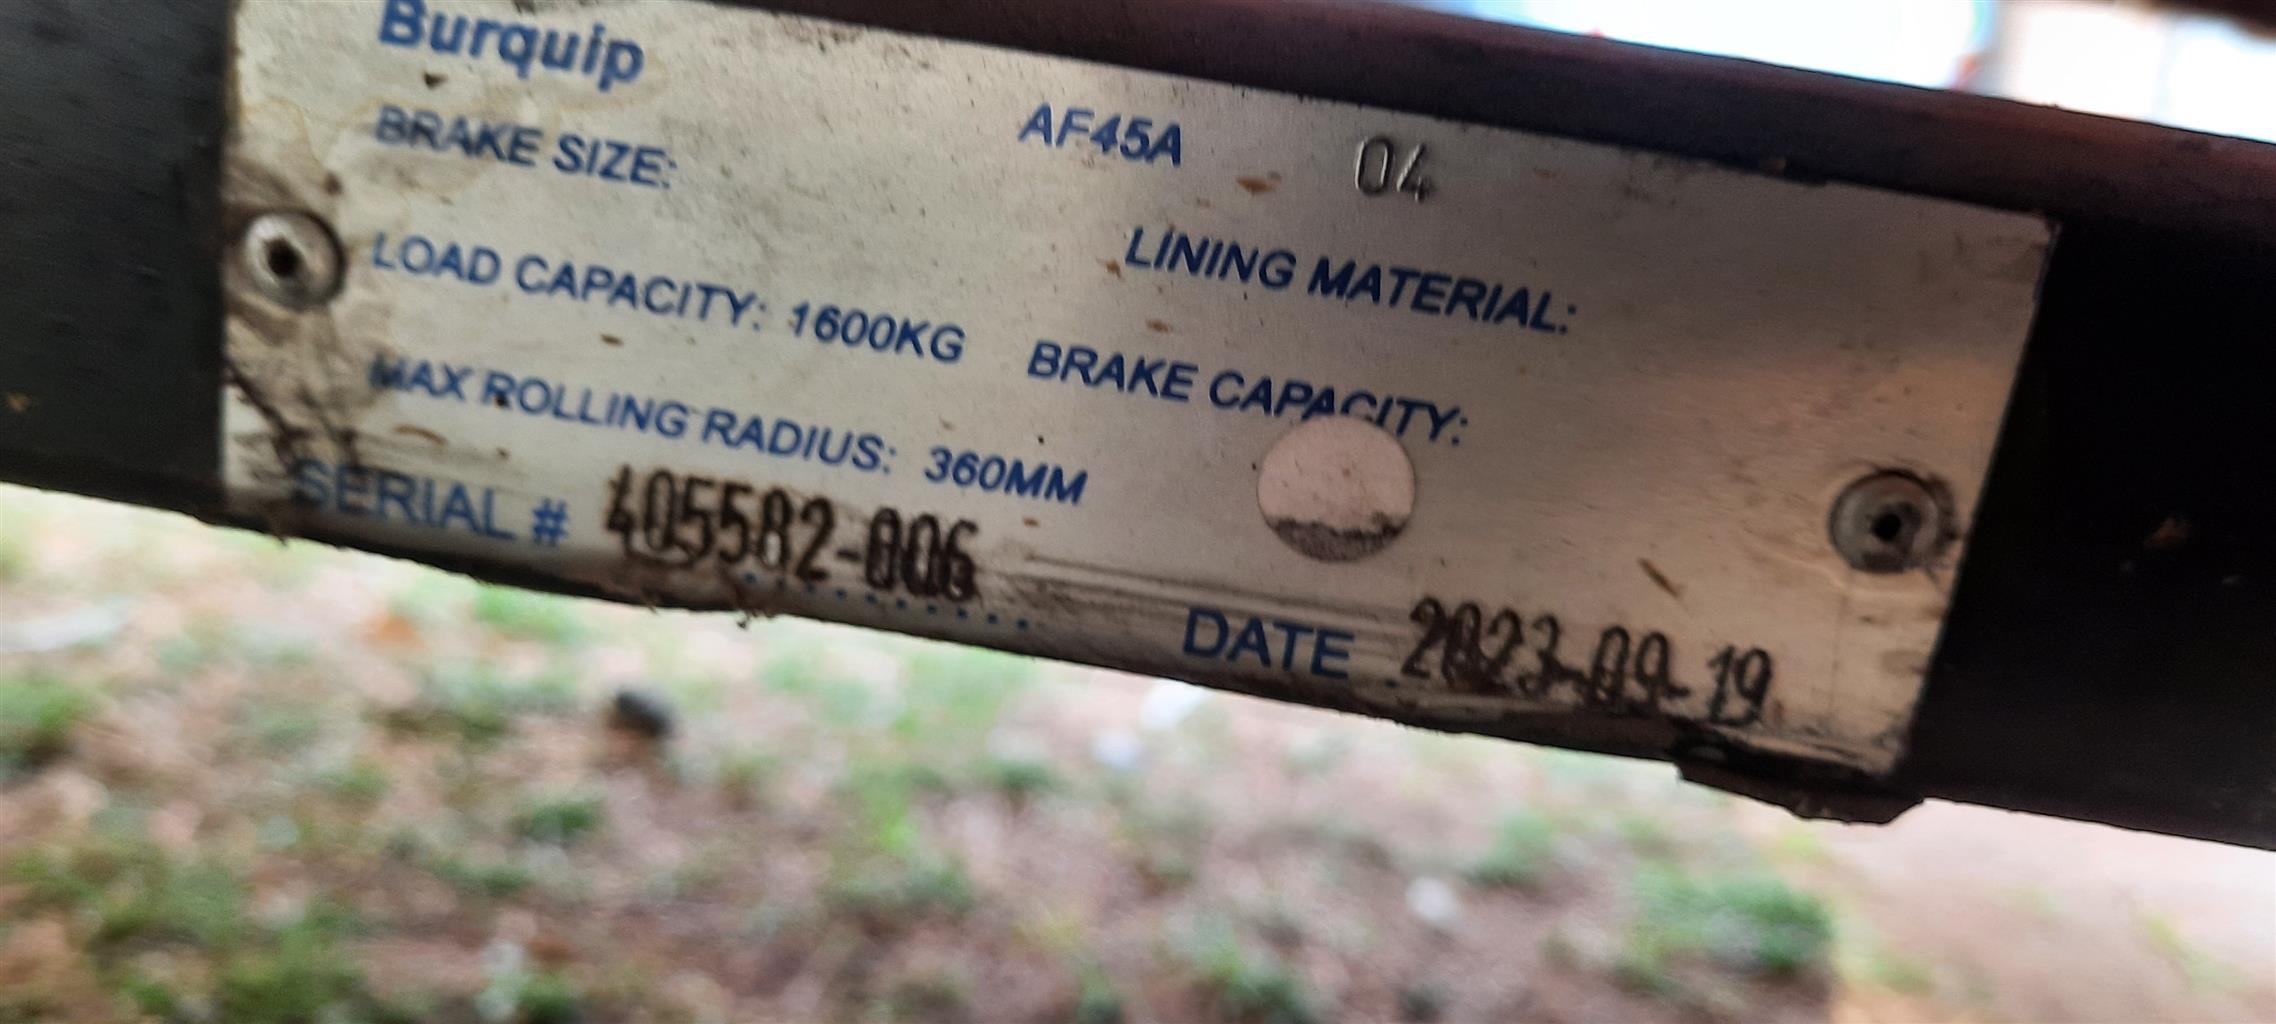 Burquip
BRAKE SIZE: AF45A 04
LOAD CAPACITY: 1600KG LINING MATERIAL:
MAX ROLLING RADIUS: 360MM BRAKE CAPACITY:
SERIAL # 405582-006 DATE 2023-09-19